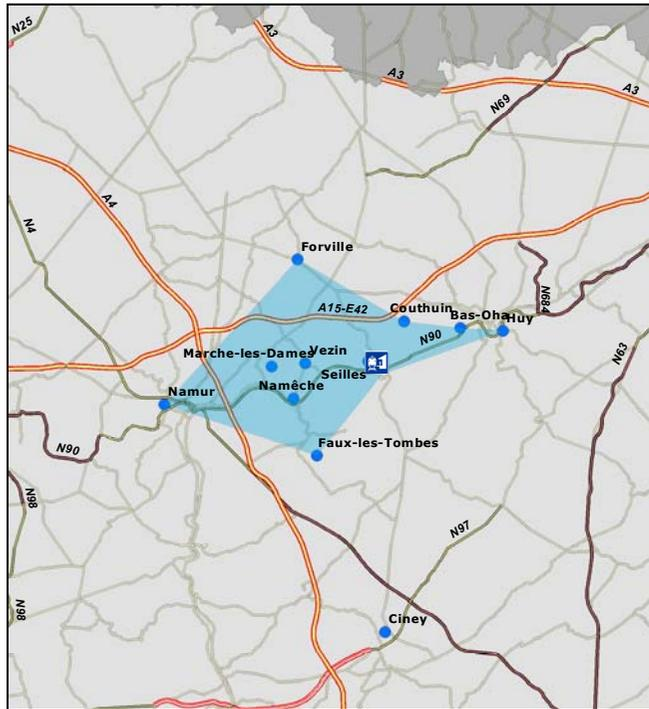 N25
A3
A3
A3
N69
A4
N4
Forville
N684
A15-E42
Couthuin
Bas-Oha
Huy
N90
Marche-les-Dames
Vezin
N63
Seilles
Namêche
Namur
Faux-les-Tombes
N90
N98
N97
N98
Ciney